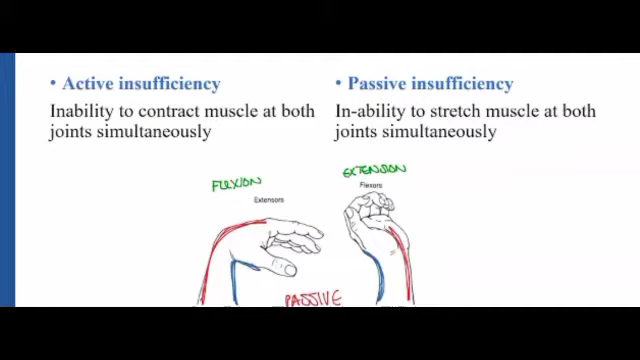 • Active insufficiency
Inability to contract muscle at both
joints simultaneously
• Passive insufficiency
In-ability to stretch muscle at both
joints simultaneously
FLEXION
Extensors
EXTENSION
Flexors
PASSIVE